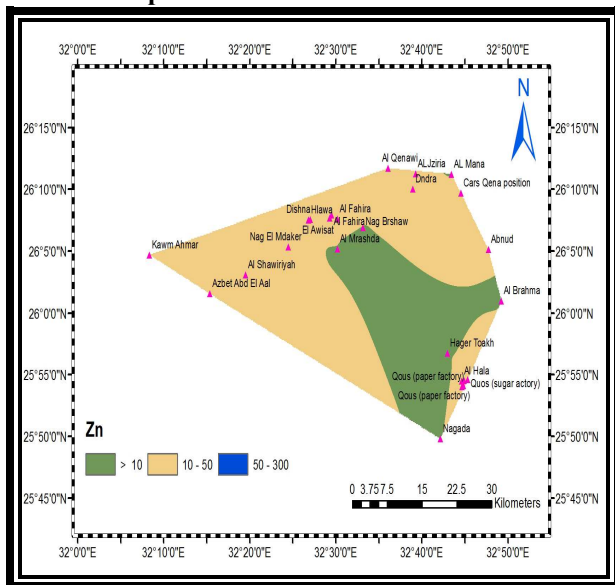 32°0'0"E 32°10'0"E 32°20'0"E 32°30'0"E 32°40'0"E 32°50'0"E
N
26°15'0"N 26°15'0"N
Al Qenawi ALJziria AL Mana
26°10'0"N Dndra Cars Qena position 26°10'0"N
Dishna Hlawa Al Fahira
El Awisat Al Fahira Nag Brshaw
Nag El Mdaker Al Mrashda Abnud
26°5'0"N Kawm Ahmar 26°5'0"N
Al Shawiriyah
Azbet Abd El Aal Al Brahma
26°0'0"N 26°0'0"N
Hager Toakh
25°55'0"N Qous (paper factory) Al Hala 25°55'0"N
Quos (sugar actory)
Qous (paper factory)
Nagada
25°50'0"N 25°50'0"N
Zn
> 10 10 - 50 50 - 300
25°45'0"N 25°45'0"N
0 3.75 7.5 15 22.5 30
Kilometers
32°0'0"E 32°10'0"E 32°20'0"E 32°30'0"E 32°40'0"E 32°50'0"E